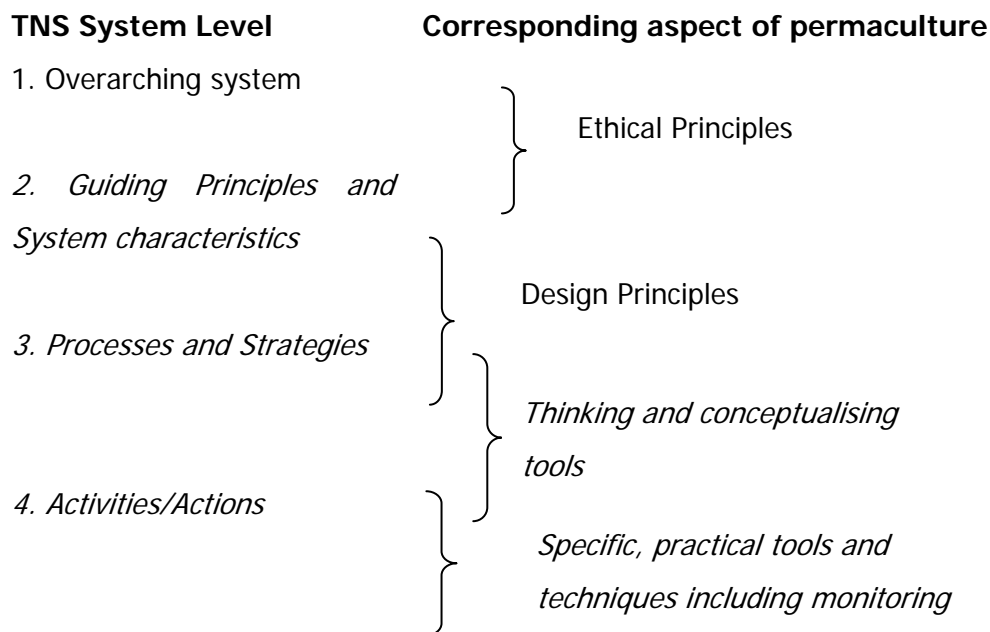 TNS System Level Corresponding aspect of permaculture
1. Overarching system
Ethical Principles
2. Guiding Principles and
System characteristics
Design Principles
3. Processes and Strategies
Thinking and conceptualising
tools
4. Activities/Actions
Specific, practical tools and
techniques including monitoring